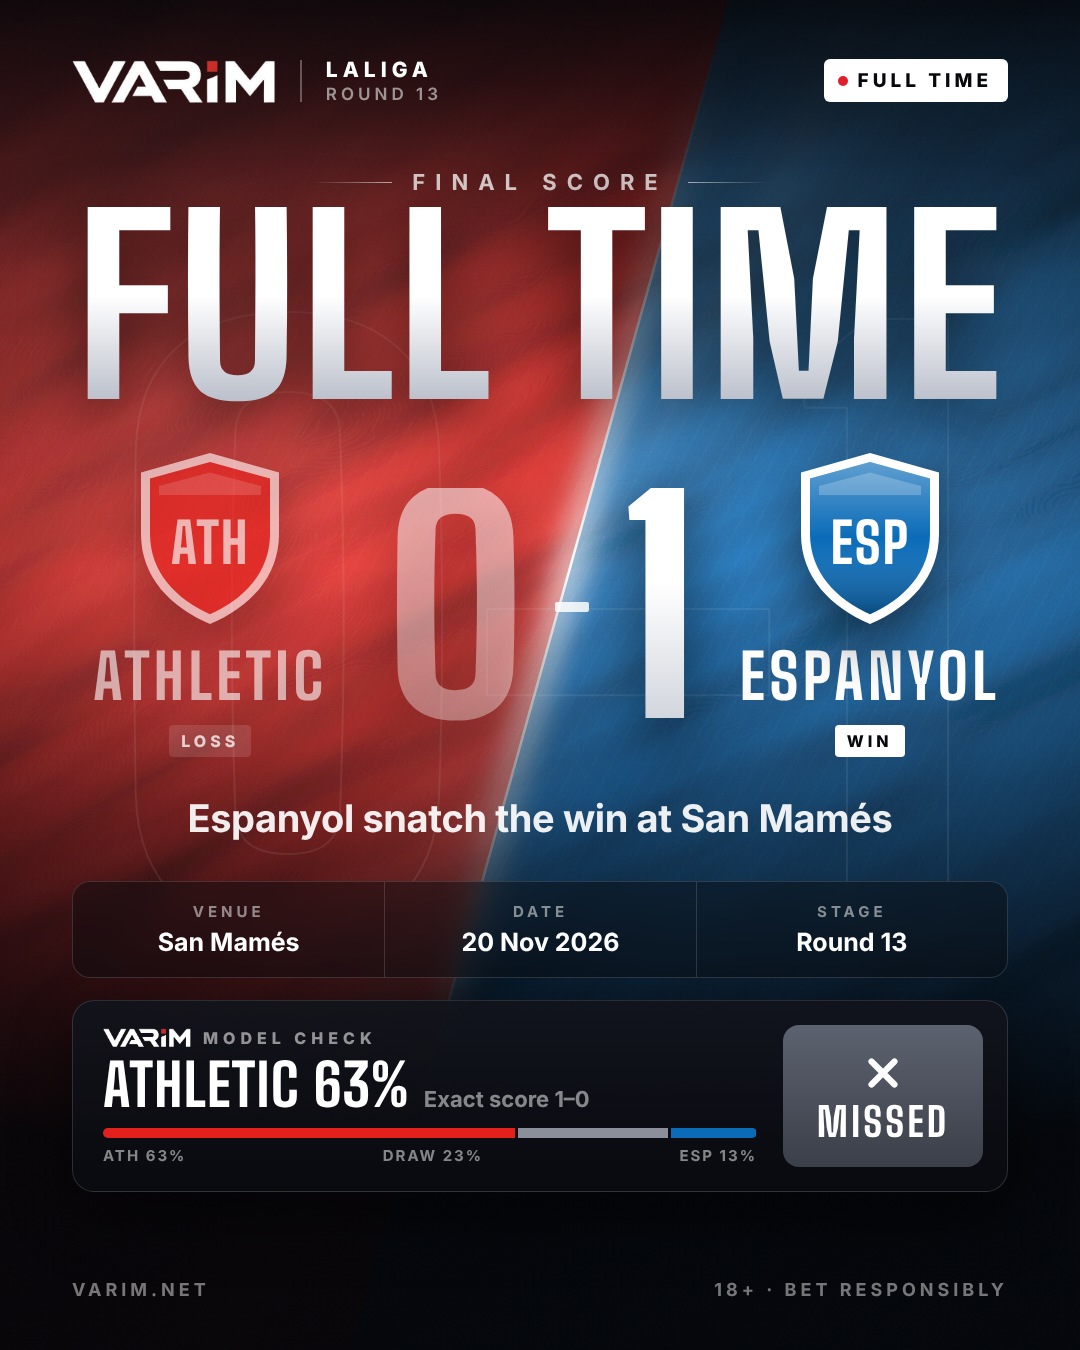 VARiM
LALIGA
ROUND 13
FULL TIME
FINAL SCORE
FULL TIME
ATH
0 - 1
ESP
ATHLETIC
ESPANYOL
LOSS
WIN
Espanyol snatch the win at San Mamés
VENUE
San Mamés
DATE
20 Nov 2026
STAGE
Round 13
VARiM MODEL CHECK
ATHLETIC 63% Exact score 1–0
ATH 63% DRAW 23% ESP 13%
MISSED
VARIM.NET
18+ · BET RESPONSIBLY